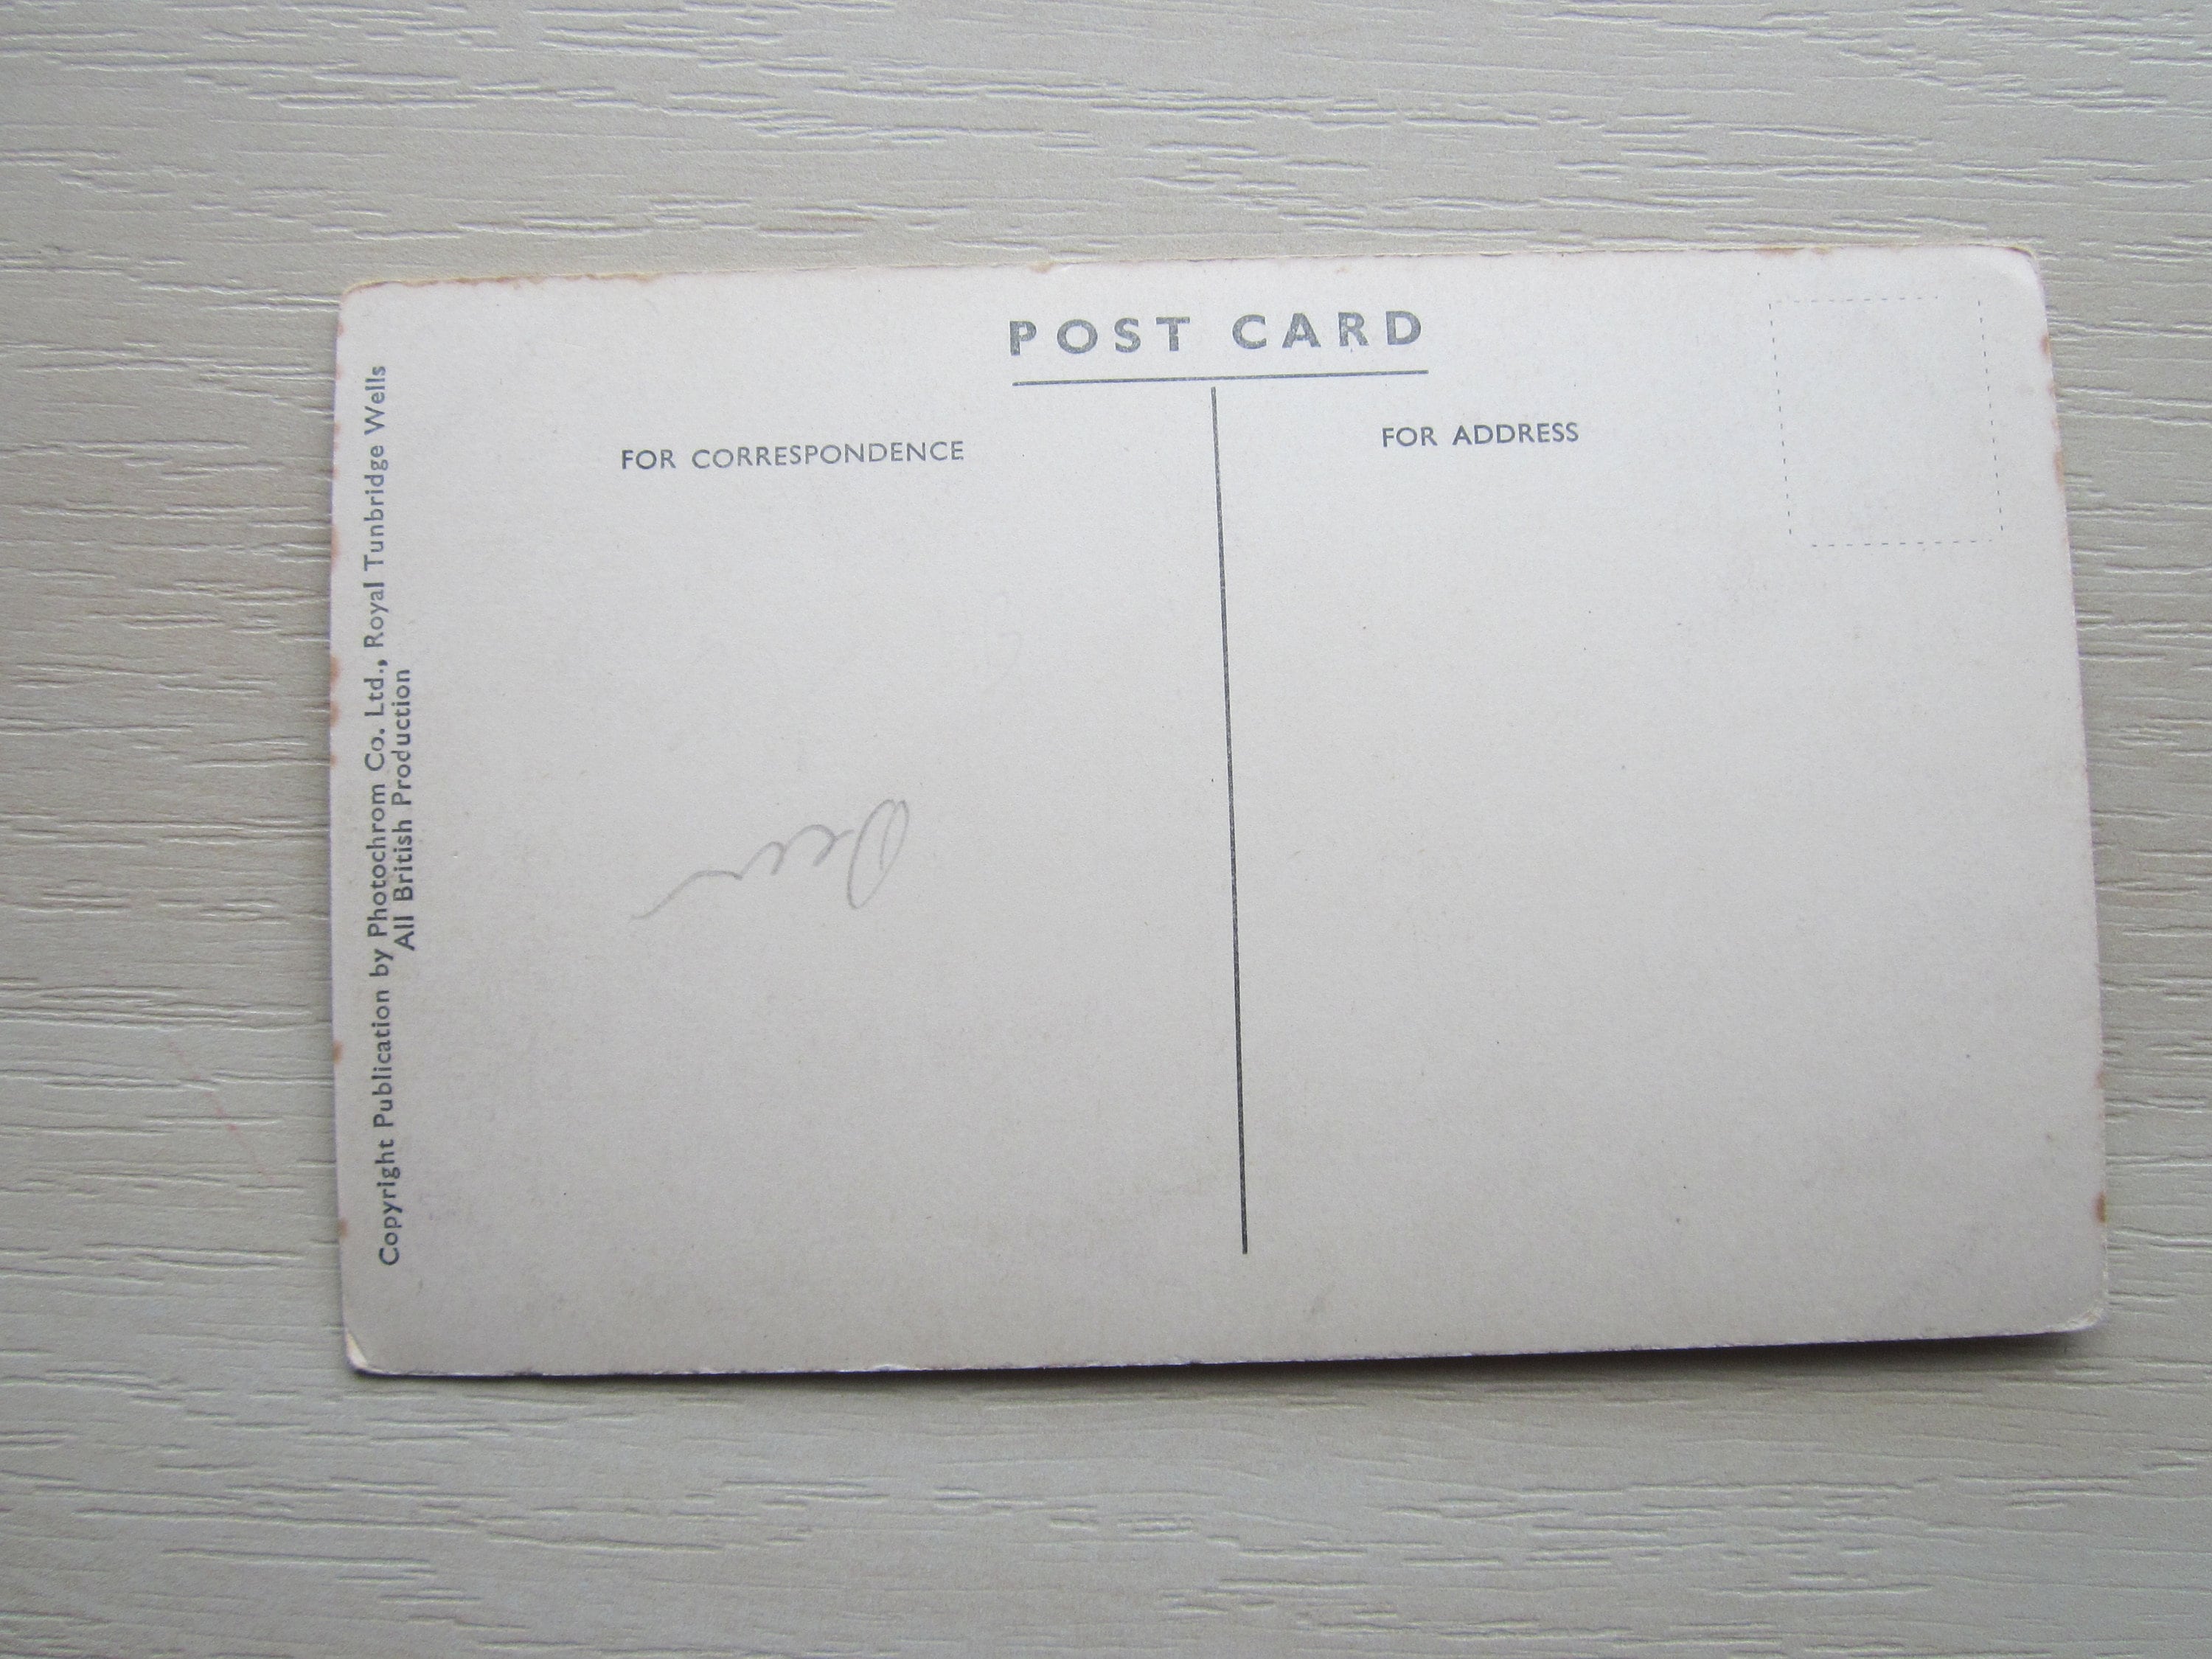 POST CARD
FOR CORRESPONDENCE
FOR ADDRESS
Copyright Publication by Photochrom Co. Ltd., Royal Tunbridge Wells
All British Production